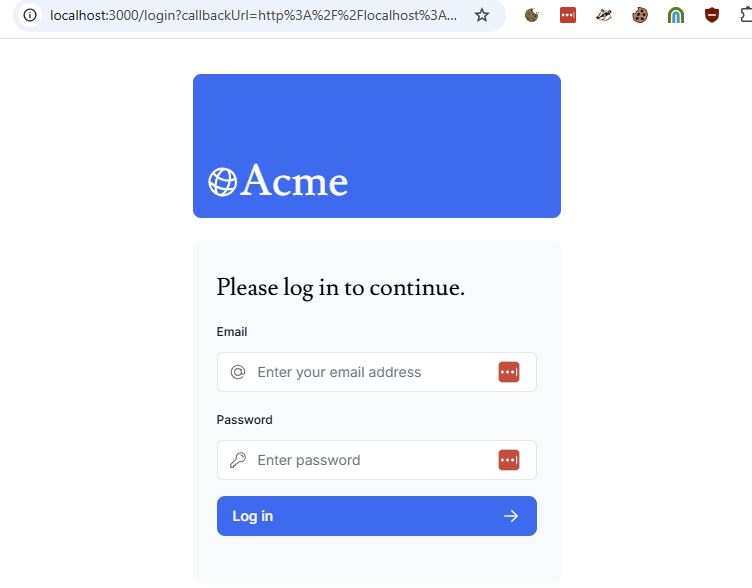 localhost:3000/login?callbackUrl=http%3A%2F%2Flocalhost%3A...
Acme
Please log in to continue.
Email
Enter your email address
Password
Enter password
Log in